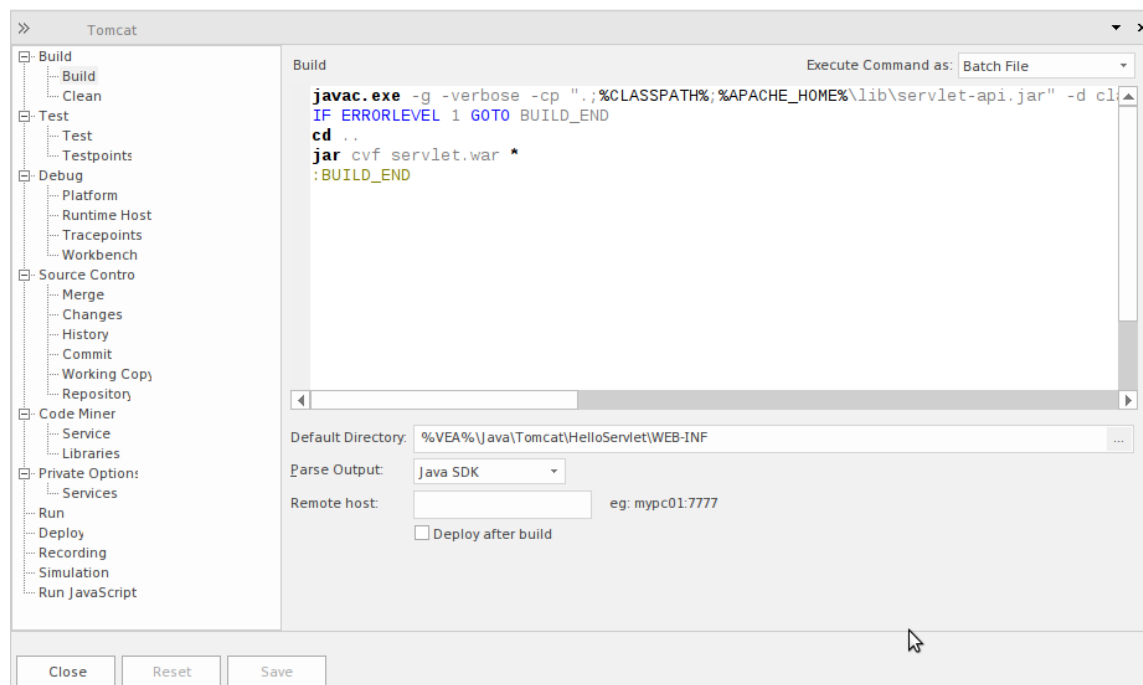 Tomcat
Build
Build
Clean
Test
Test
Testpoints
Debug
Platform
Runtime Host
Tracepoints
Workbench
Source Contro
Merge
Changes
History
Commit
Working Copy
Repository
Code Miner
Service
Libraries
Private Options
Services
Run
Deploy
Recording
Simulation
Run JavaScript
Build
Execute Command as: Batch File
javac.exe -g -verbose -cp ".;%CLASSPATH%;%APACHE_HOME%\lib\servlet-api.jar" -d cla
IF ERRORLEVEL 1 GOTO BUILD_END
cd ..
jar cvf servlet.war *
:BUILD_END
Default Directory: %VEA%\Java\Tomcat\HelloServlet\WEB-INF ...
Parse Output: Java SDK
Remote host: eg: mypc01:7777
Deploy after build
Close Reset Save